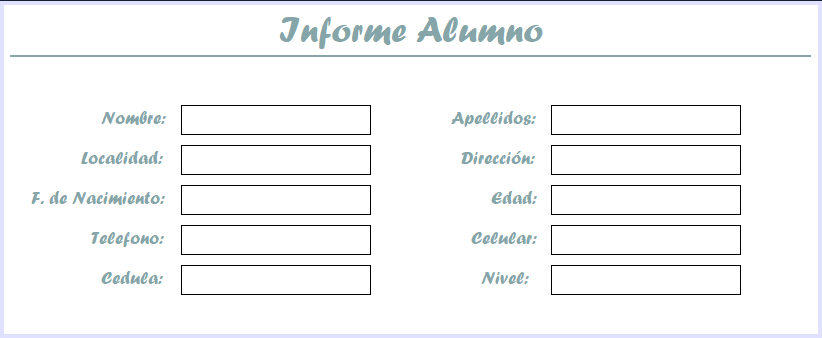 Informe Alumno
Nombre: Apellidos:
Localidad: Dirección:
F. de Nacimiento: Edad:
Telefono: Celular:
Cedula: Nivel: